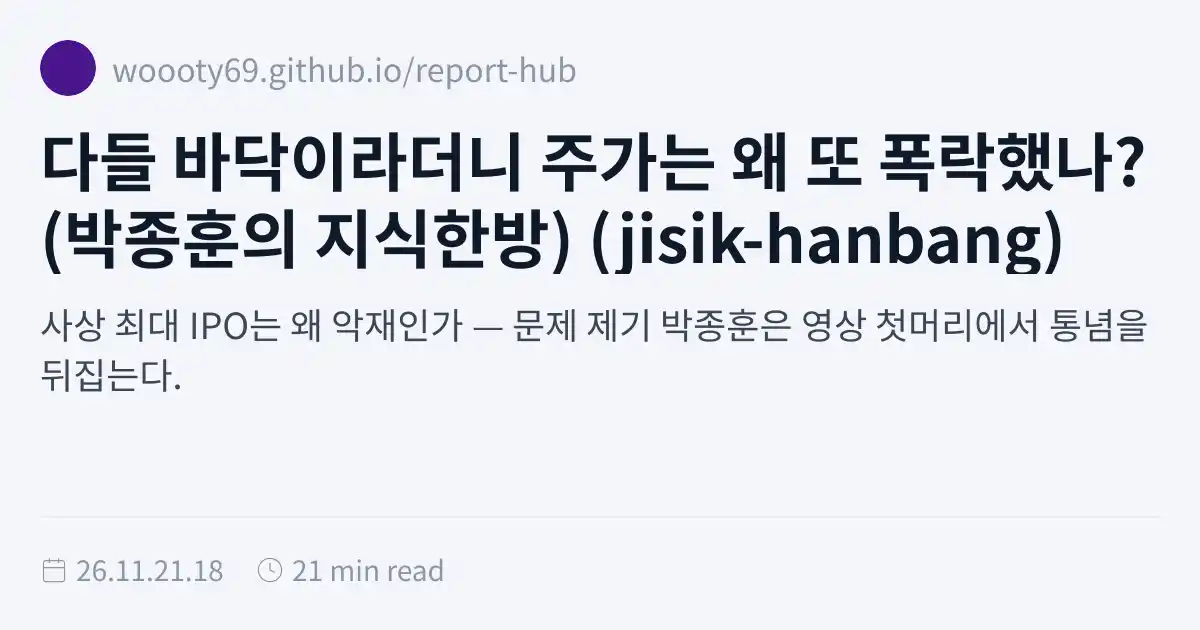 woooty69.github.io/report-hub
다들 바닥이라더니 주가는 왜 또 폭락했나?
(박종훈의 지식한방) (jisik-hanbang)
사상 최대 IPO는 왜 악재인가 — 문제 제기 박종훈은 영상 첫머리에서 통념을
뒤집는다.
26.11.21.18 21 min read